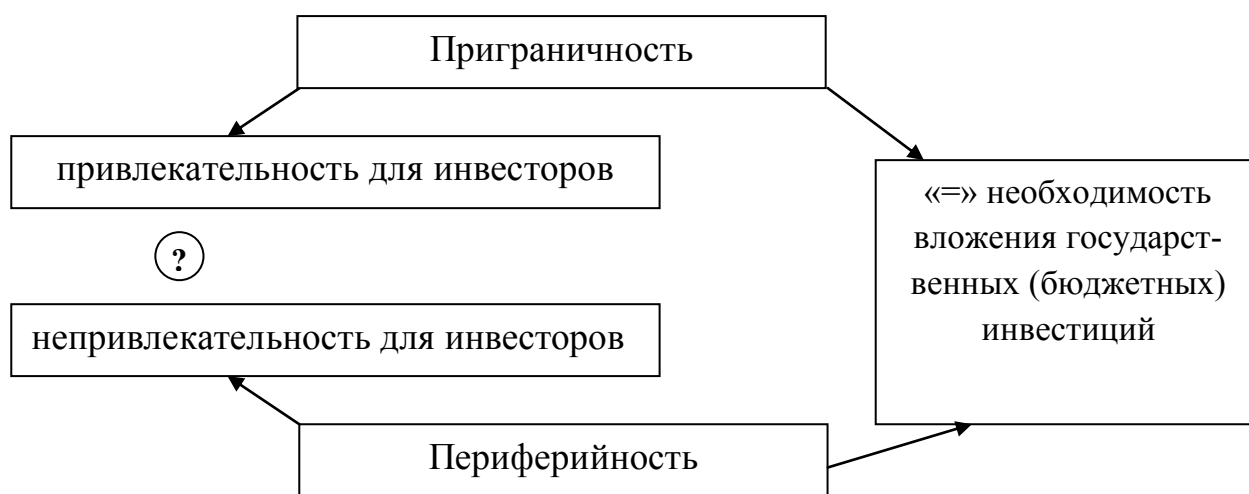 Приграничность
привлекательность для инвесторов
?
непривлекательность для инвесторов
Периферийность
«=» необходимость
вложения государст-
венных (бюджетных)
инвестиций